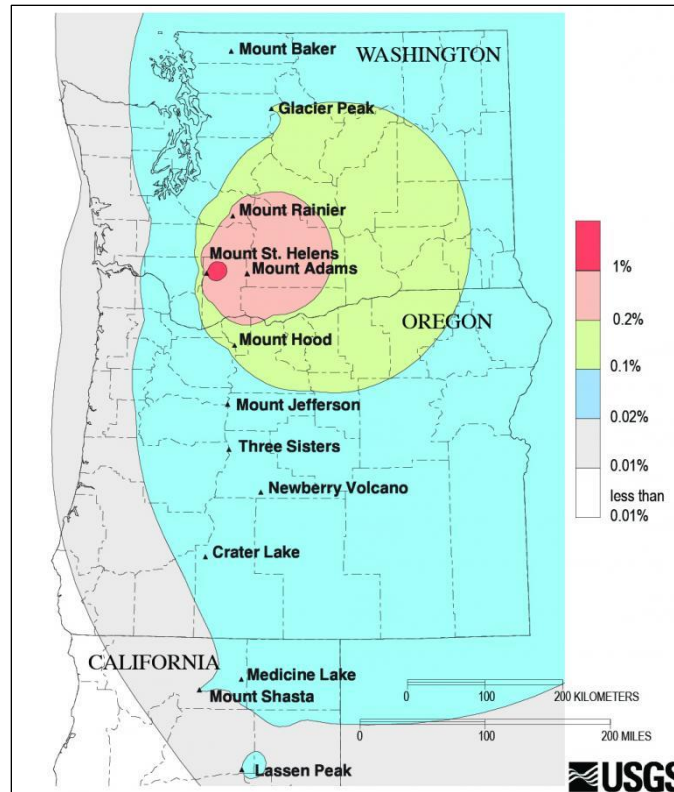 Mount Baker
WASHINGTON
Glacier Peak
Mount Rainier
Mount St. Helens
Mount Adams
1%
0.2%
OREGON
Mount Hood
0.1%
Mount Jefferson
0.02%
Three Sisters
0.01%
Newberry Volcano
less than
0.01%
Crater Lake
CALIFORNIA
Medicine Lake
Mount Shasta
0 100 200 KILOMETERS
0 100 200 MILES
Lassen Peak
USGS